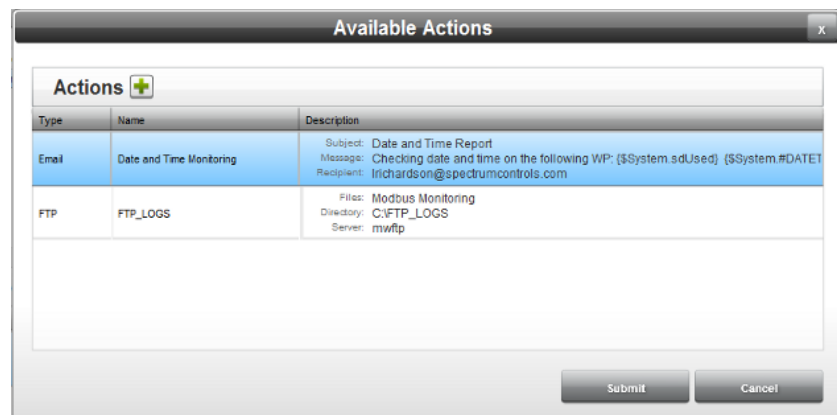 Available Actions
x
Actions
Type Name Description
Subject: Date and Time Report
Email Date and Time Monitoring Message: Checking date and time on the following WP: {$System.sdUsed} {$System.#DATET
Recipient: lrichardson@spectrumcontrols.com
Files: Modbus Monitoring
FTP FTP_LOGS Directory: C:\FTP_LOGS
Server: mwftp
Submit Cancel